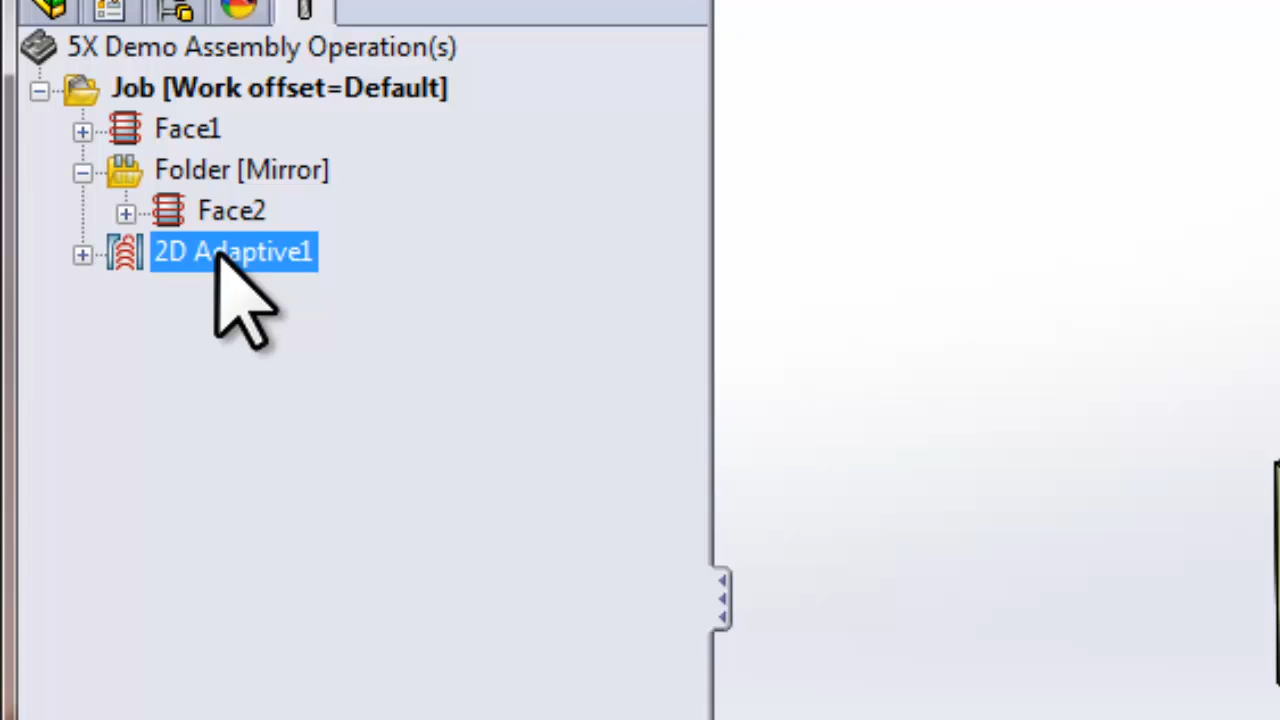 5X Demo Assembly Operation(s)
Job [Work offset=Default]
Face1
Folder [Mirror]
Face2
2D Adaptive1